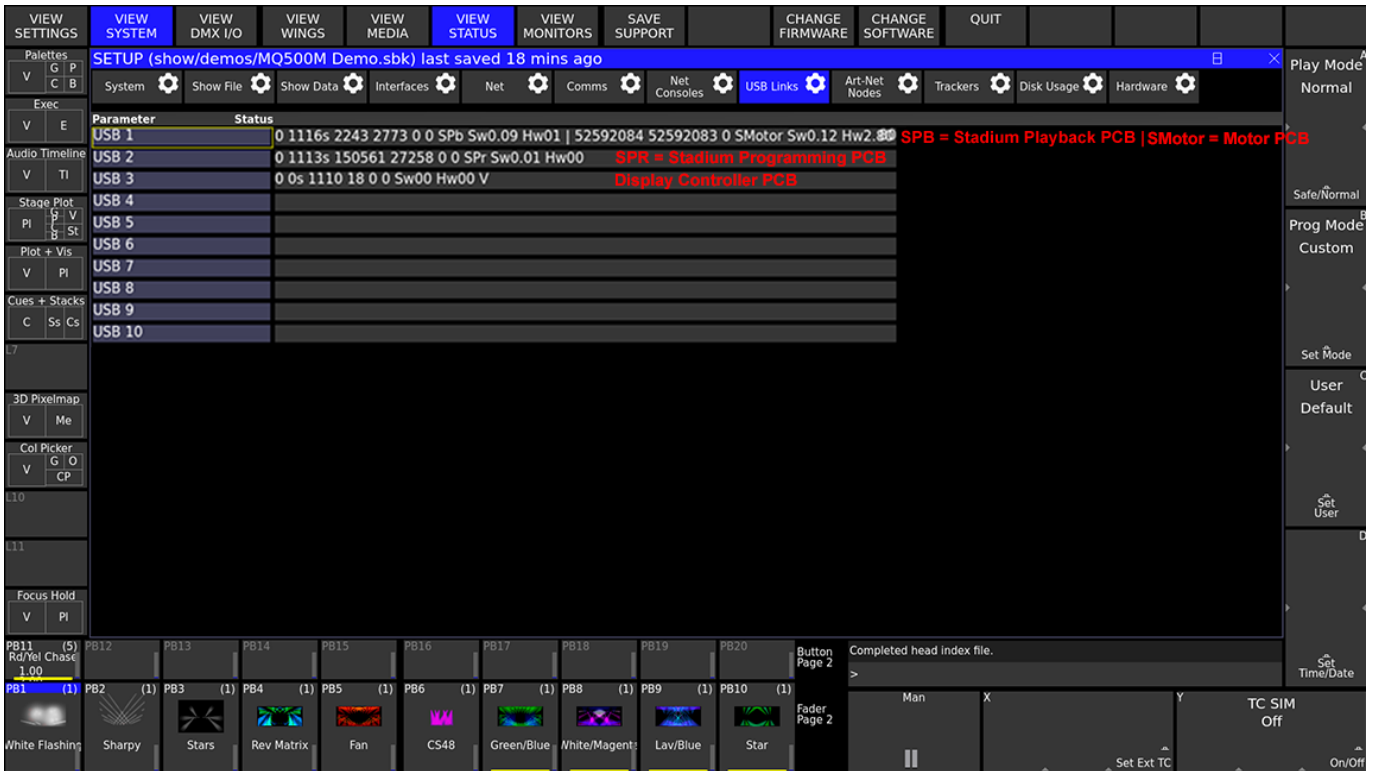 VIEW SETTINGS
VIEW SYSTEM
VIEW DMX I/O
VIEW WINGS
VIEW MEDIA
VIEW STATUS
VIEW MONITORS
SAVE SUPPORT
CHANGE FIRMWARE
CHANGE SOFTWARE
QUIT
Palettes
V G P C B
Exec
V E
Audio Timeline
V TI
Stage Plot
Pl V St
Plot + Vis
V Pl
Cues + Stacks
C Ss Cs
L7
3D Pixelmap
V Me
Col Picker
V G O CP
L10
L11
Focus Hold
V Pl
SETUP (show/demos/MQ500M Demo.sbk) last saved 18 mins ago
System Show File Show Data Interfaces Net Comms Net Consoles USB Links Art-Net Nodes Trackers Disk Usage Hardware
Parameter Status
USB 1 0 1116s 2243 2773 0 0 SPb Sw0.09 Hw01 | 52592084 52592083 0 SMotor Sw0.12 SPB = Stadium Playback PCB | SMotor = Motor PCB
USB 2 0 1113s 150561 27258 0 0 SPr Sw0.01 Hw00 SPR = Stadium Programming PCB
USB 3 0 0s 1110 18 0 0 Sw00 Hw00 V Display Controller PCB
USB 4
USB 5
USB 6
USB 7
USB 8
USB 9
USB 10
A
Play Mode
Normal
Safe/Normal
B
Prog Mode
Custom
Set Mode
C
User
Default
Set User
D
Set Time/Date
PB11 (5) PB12 PB13 PB14 PB15 PB16 PB17 PB18 PB19 PB20
Rd/Yel Chase
1.00
Button Page 2
Completed head index file.
>
PB1 (1) PB2 (1) PB3 (1) PB4 (1) PB5 (1) PB6 (1) PB7 (1) PB8 (1) PB9 (1) PB10 (1)
Fader Page 2
White Flashing Sharpy Stars Rev Matrix Fan CS48 Green/Blue White/Magent Lav/Blue Star
Man
X
Set Ext TC
Y
TC SIM
Off
On/Off